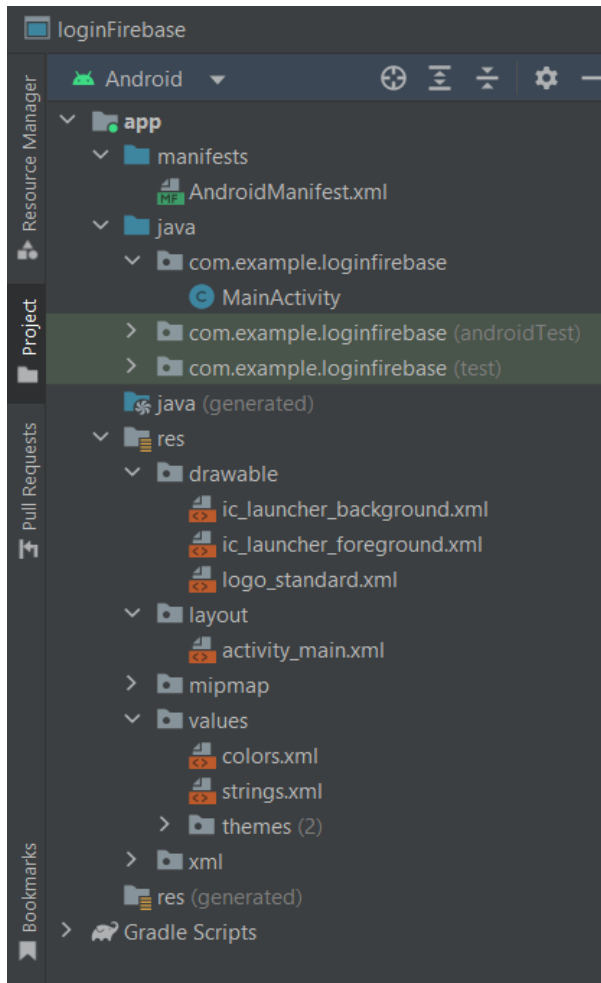 loginFirebase
Android
app
manifests
MF AndroidManifest.xml
java
com.example.loginfirebase
C MainActivity
com.example.loginfirebase (androidTest)
com.example.loginfirebase (test)
java (generated)
res
drawable
ic_launcher_background.xml
ic_launcher_foreground.xml
logo_standard.xml
layout
activity_main.xml
mipmap
values
colors.xml
strings.xml
themes (2)
xml
res (generated)
Gradle Scripts
Resource Manager
Project
Pull Requests
Bookmarks